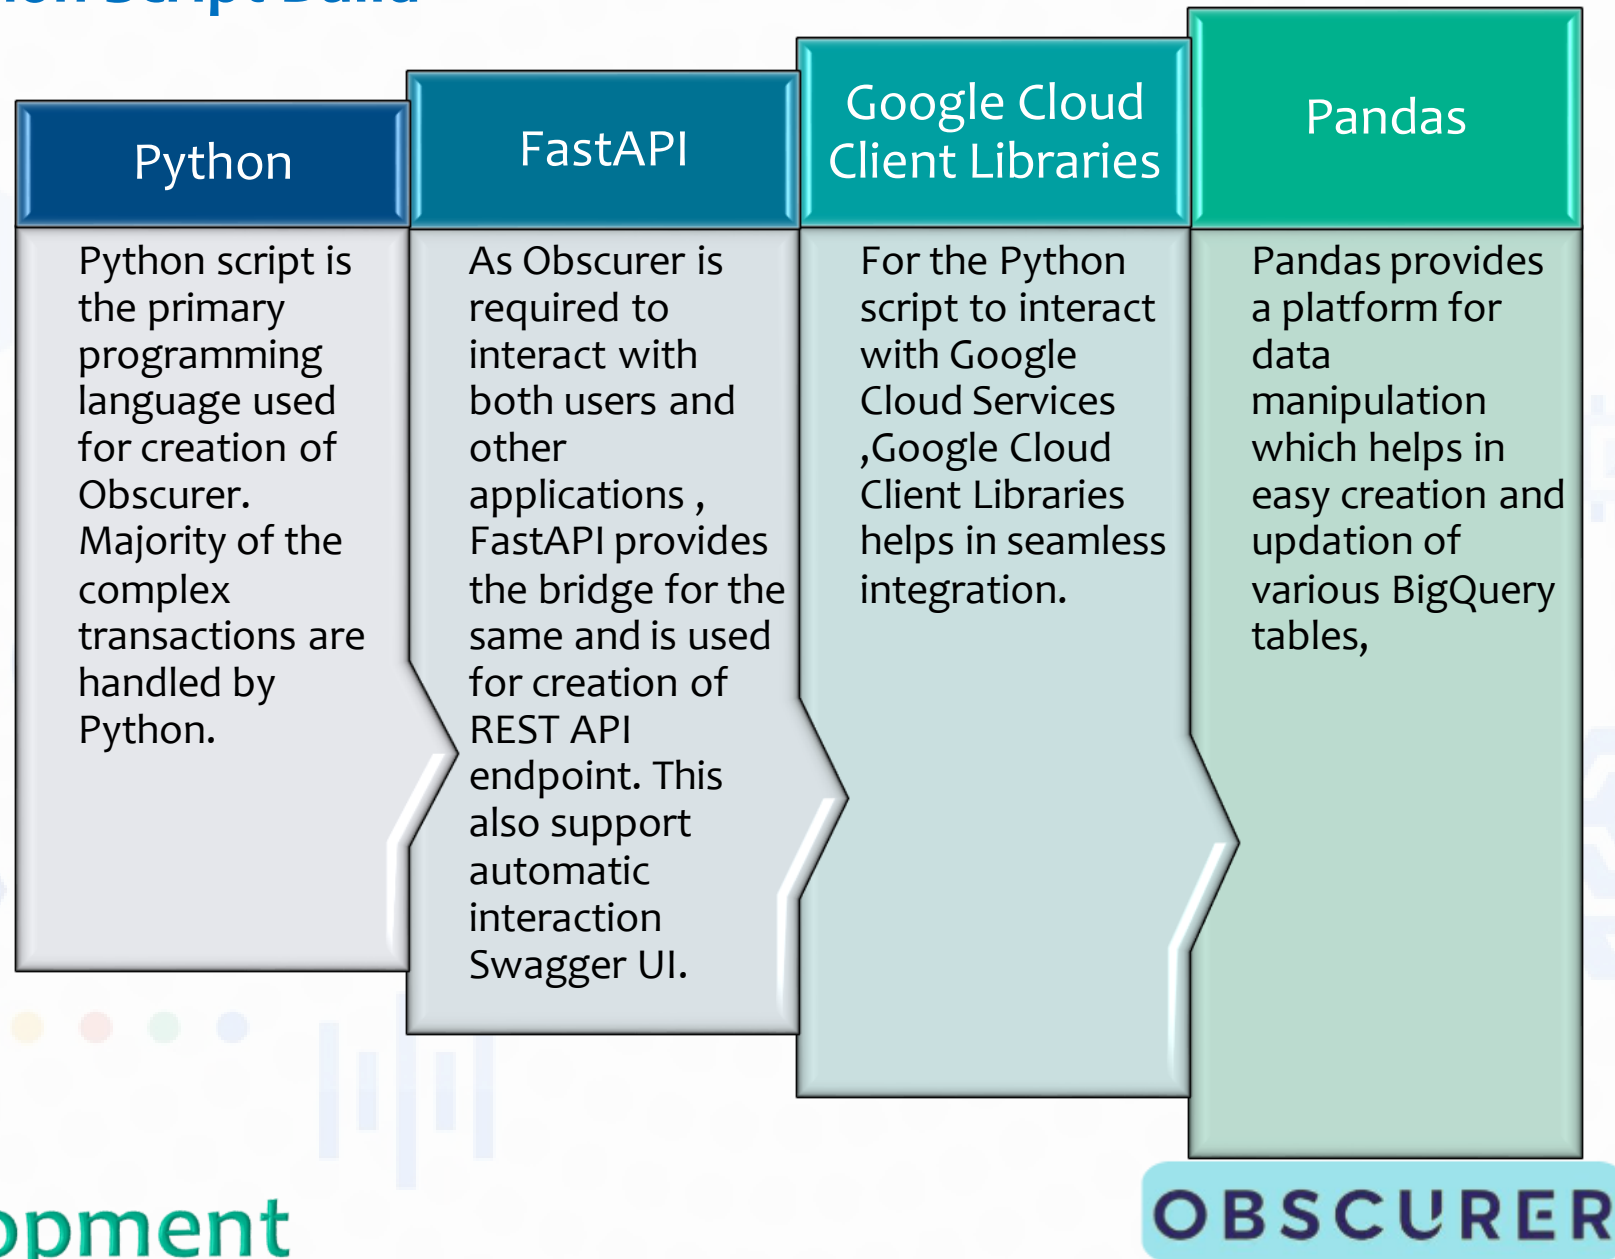 Script Build
Python
Python script is
the primary
programming
language used
for creation of
Obscurer.
Majority of the
complex
transactions are
handled by
Python.
FastAPI
As Obscurer is
required to
interact with
both users and
other
applications ,
FastAPI provides
the bridge for the
same and is used
for creation of
REST API
endpoint. This
also support
automatic
interaction
Swagger UI.
Google Cloud
Client Libraries
For the Python
script to interact
with Google
Cloud Services
,Google Cloud
Client Libraries
helps in seamless
integration.
Pandas
Pandas provides
a platform for
data
manipulation
which helps in
easy creation and
updation of
various BigQuery
tables,
opment
OBSCURER